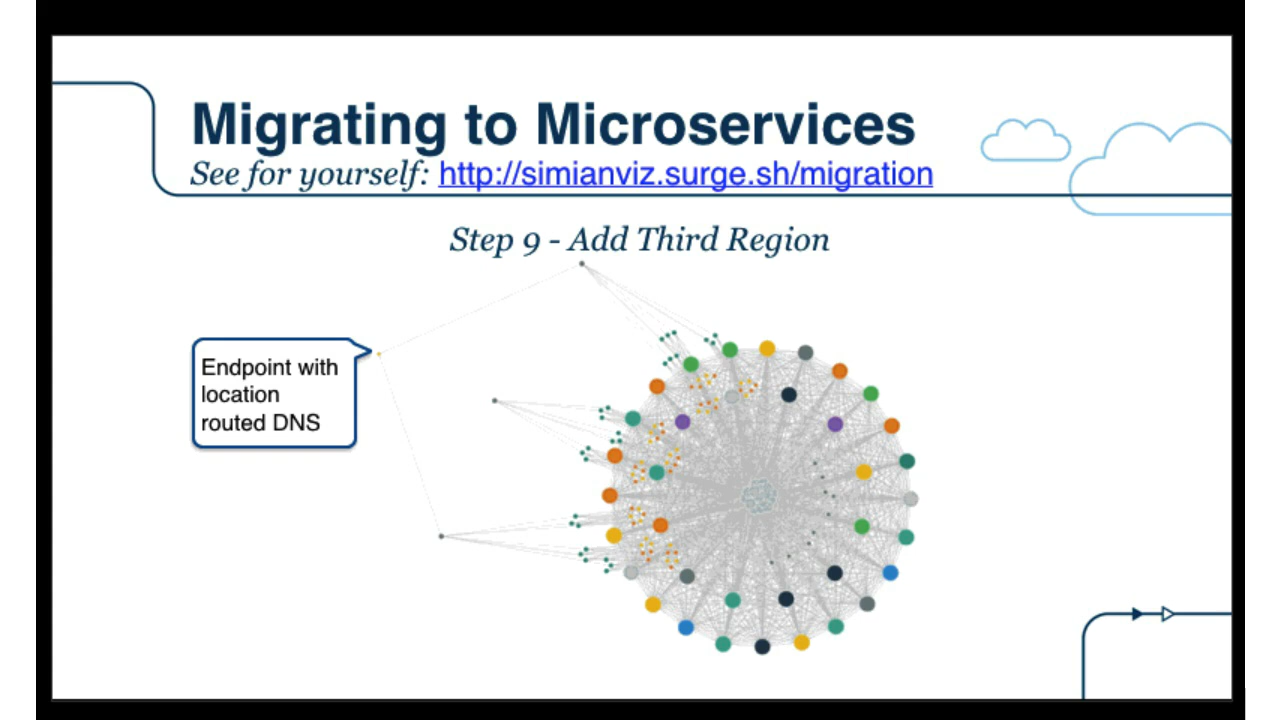 Migrating to Microservices
See for yourself: http://simianviz.surge.sh/migration
Step 9 - Add Third Region
Endpoint with
location
routed DNS